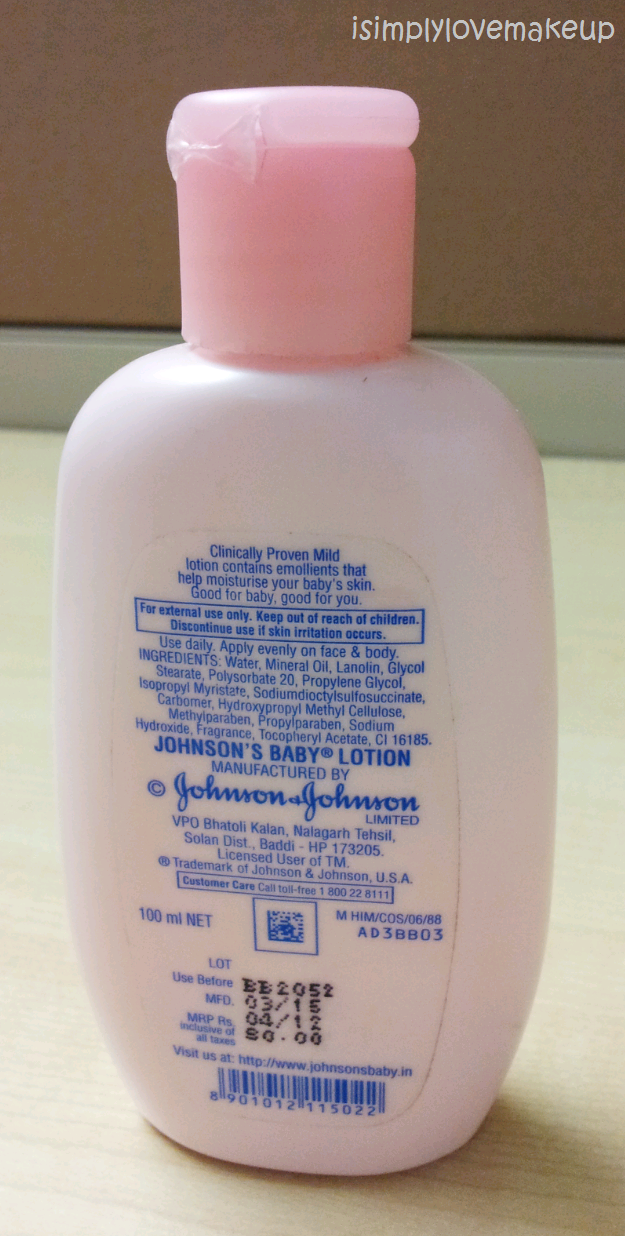 isimplylovemakeup
Clinically Proven Mild
lotion contains emollients that
help moisturise your baby's skin.
Good for baby, good for you.
For external use only. Keep out of reach of children.
Discontinue use if skin irritation occurs.
Use daily. Apply evenly on face & body.
INGREDIENTS: Water, Mineral Oil, Lanolin, Glycol
Stearate, Polysorbate 20, Propylene Glycol,
Isopropyl Myristate, Sodiumdioctylsulfosuccinate,
Carbomer, Hydroxypropyl Methyl Cellulose,
Methylparaben, Propylparaben, Sodium
Hydroxide, Fragrance, Tocopheryl Acetate, CI 16185.
JOHNSON'S BABY® LOTION
MANUFACTURED BY
© Johnson & Johnson
LIMITED
VPO Bhatoli Kalan, Nalagarh Tehsil,
Solan Dist., Baddi - HP 173205.
Licensed User of TM.
® Trademark of Johnson & Johnson, U.S.A.
Customer Care Call toll-free 1 800 22 8111
100 ml NET
M HIM/COS/06/88
AD3BB03
LOT BB2052
Use Before 03/15
MFD. 04/12
MRP Rs. 80.00
inclusive of
all taxes
Visit us at: http://www.johnsonsbaby.in
8 901012 115022